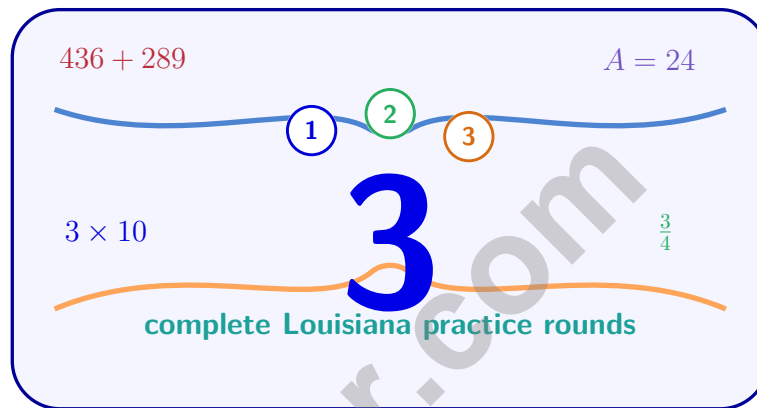 436 + 289
A = 24
1 2 3
3 × 10
3
3/4
complete Louisiana practice rounds
r.com